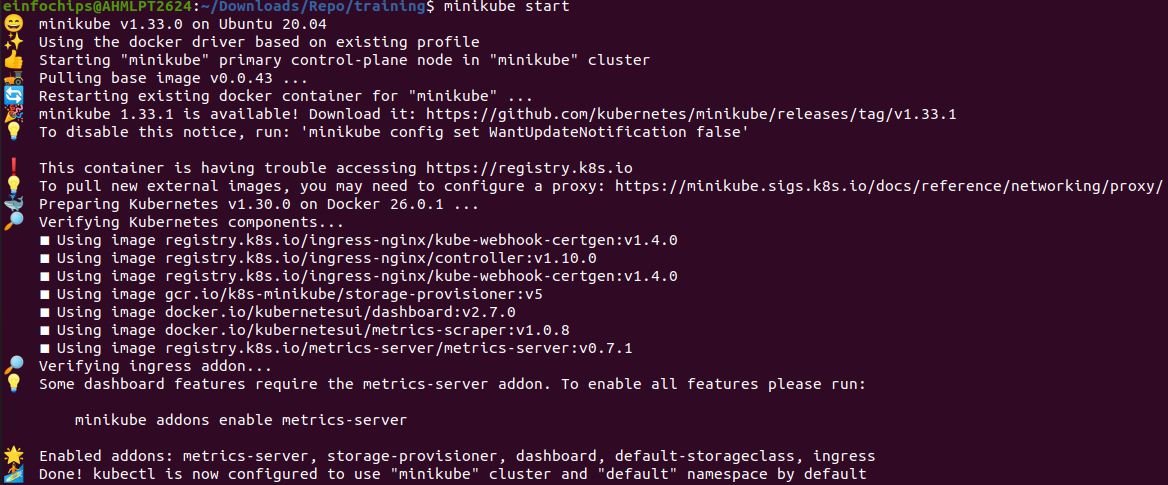 einfochips@AHMLPT2624:~/Downloads/Repo/training$ minikube start
😄 minikube v1.33.0 on Ubuntu 20.04
✨ Using the docker driver based on existing profile
👍 Starting "minikube" primary control-plane node in "minikube" cluster
🚜 Pulling base image v0.0.43 ...
🔄 Restarting existing docker container for "minikube" ...
🎉 minikube 1.33.1 is available! Download it: https://github.com/kubernetes/minikube/releases/tag/v1.33.1
💡 To disable this notice, run: 'minikube config set WantUpdateNotification false'
❗ This container is having trouble accessing https://registry.k8s.io
💡 To pull new external images, you may need to configure a proxy: https://minikube.sigs.k8s.io/docs/reference/networking/proxy/
🐳 Preparing Kubernetes v1.30.0 on Docker 26.0.1 ...
🔎 Verifying Kubernetes components...
■ Using image registry.k8s.io/ingress-nginx/kube-webhook-certgen:v1.4.0
■ Using image registry.k8s.io/ingress-nginx/controller:v1.10.0
■ Using image registry.k8s.io/ingress-nginx/kube-webhook-certgen:v1.4.0
■ Using image gcr.io/k8s-minikube/storage-provisioner:v5
■ Using image docker.io/kubernetesui/dashboard:v2.7.0
■ Using image docker.io/kubernetesui/metrics-scraper:v1.0.8
■ Using image registry.k8s.io/metrics-server/metrics-server:v0.7.1
🔎 Verifying ingress addon...
💡 Some dashboard features require the metrics-server addon. To enable all features please run:
minikube addons enable metrics-server
🌟 Enabled addons: metrics-server, storage-provisioner, dashboard, default-storageclass, ingress
🏄 Done! kubectl is now configured to use "minikube" cluster and "default" namespace by default